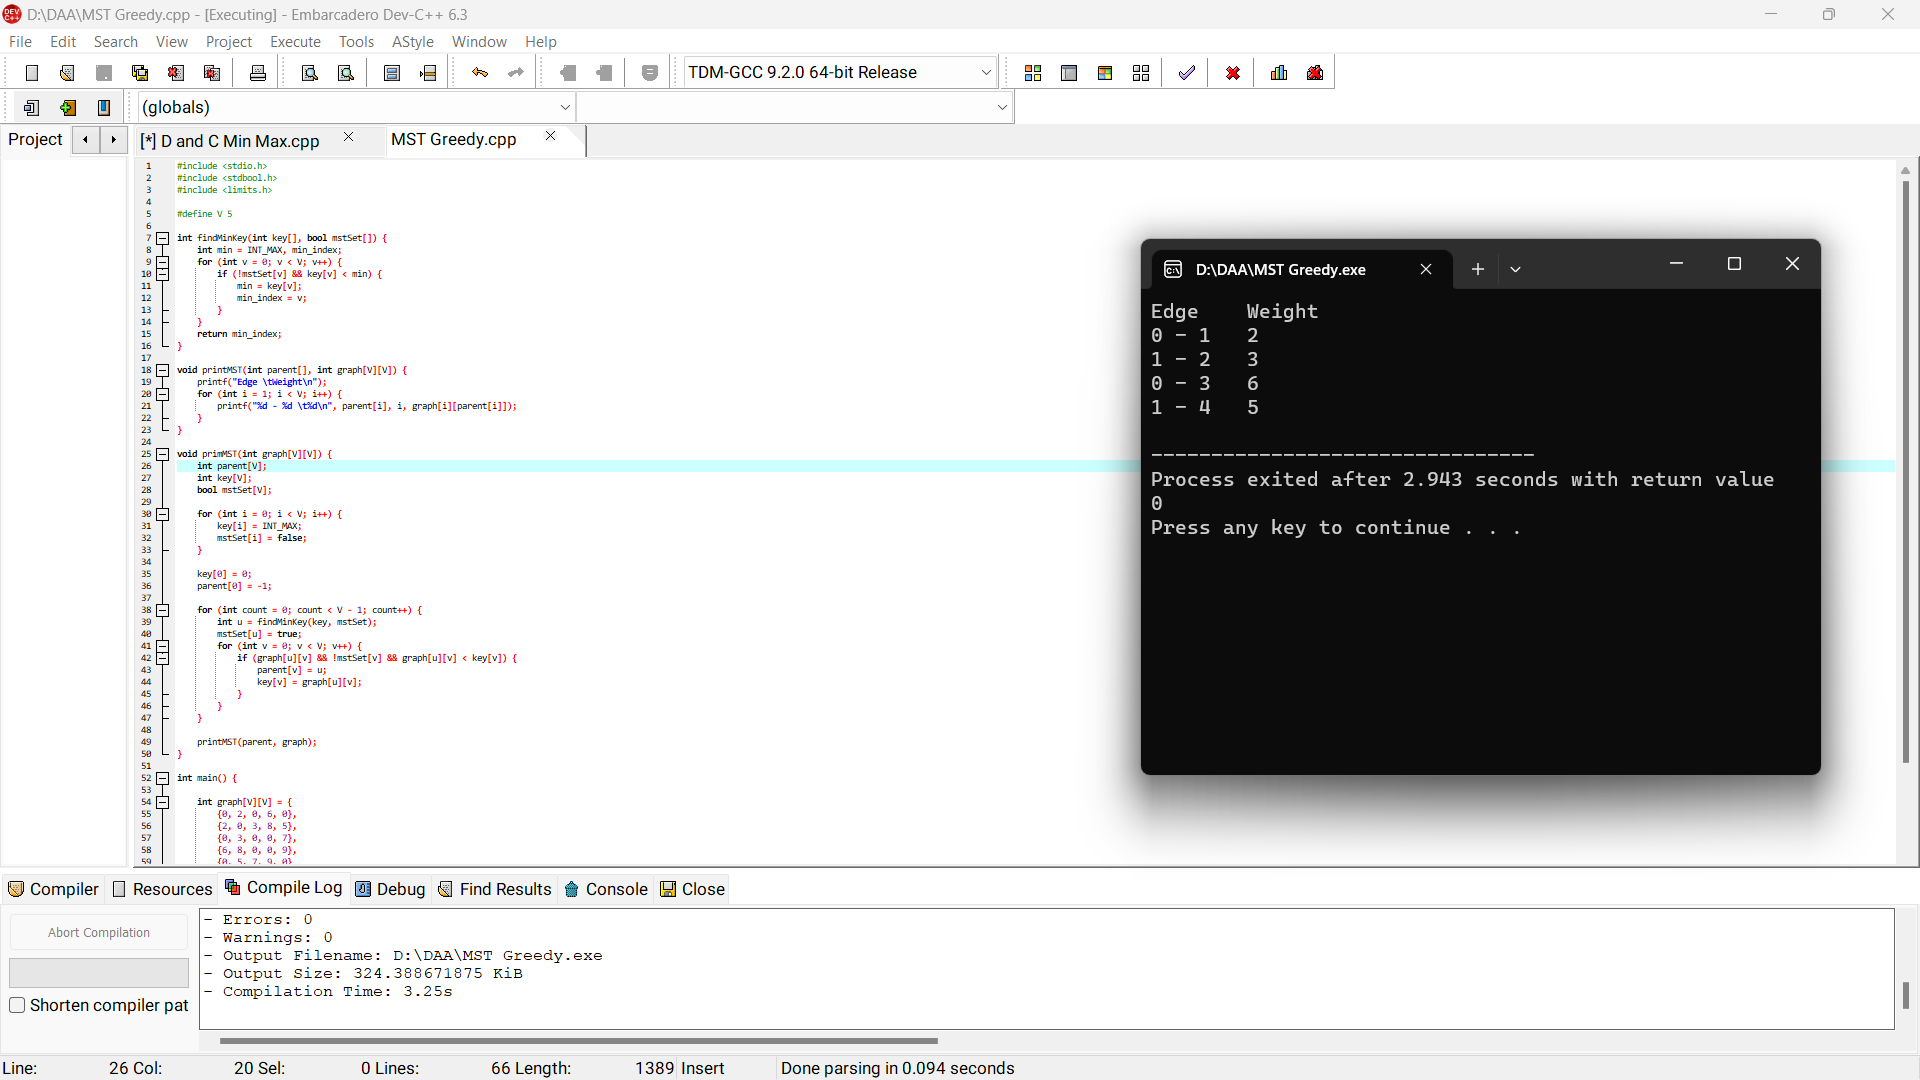 D:\DAA\MST Greedy.cpp - [Executing] - Embarcadero Dev-C++ 6.3
File Edit Search View Project Execute Tools AStyle Window Help
TDM-GCC 9.2.0 64-bit Release
(globals)
Project
[*] D and C Min Max.cpp
MST Greedy.cpp
1 #include <stdio.h>
2 #include <stdbool.h>
3 #include <limits.h>
4
5 #define V 5
6
7 int findMinKey(int key[], bool mstSet[]) {
8 int min = INT_MAX, min_index;
9 for (int v = 0; v < V; v++) {
10 if (!mstSet[v] && key[v] < min) {
11 min = key[v];
12 min_index = v;
13 }
14 }
15 return min_index;
16 }
17
18 void printMST(int parent[], int graph[V][V]) {
19 printf("Edge \tWeight\n");
20 for (int i = 1; i < V; i++) {
21 printf("%d - %d \t%d\n", parent[i], i, graph[i][parent[i]]);
22 }
23 }
24
25 void primMST(int graph[V][V]) {
26 int parent[V];
27 int key[V];
28 bool mstSet[V];
29
30 for (int i = 0; i < V; i++) {
31 key[i] = INT_MAX;
32 mstSet[i] = false;
33 }
34
35 key[0] = 0;
36 parent[0] = -1;
37
38 for (int count = 0; count < V - 1; count++) {
39 int u = findMinKey(key, mstSet);
40 mstSet[u] = true;
41 for (int v = 0; v < V; v++) {
42 if (graph[u][v] && !mstSet[v] && graph[u][v] < key[v]) {
43 parent[v] = u;
44 key[v] = graph[u][v];
45 }
46 }
47 }
48
49 printMST(parent, graph);
50 }
51
52 int main() {
53
54 int graph[V][V] = {
55 {0, 2, 0, 6, 0},
56 {2, 0, 3, 8, 5},
57 {0, 3, 0, 0, 7},
58 {6, 8, 0, 0, 9},
59 {0, 5, 7, 9, 0}
D:\DAA\MST Greedy.exe
Edge Weight
0 - 1 2
1 - 2 3
0 - 3 6
1 - 4 5
--------------------------------
Process exited after 2.943 seconds with return value
0
Press any key to continue . . .
Compiler Resources Compile Log Debug Find Results Console Close
Abort Compilation
Shorten compiler pat
- Errors: 0
- Warnings: 0
- Output Filename: D:\DAA\MST Greedy.exe
- Output Size: 324.388671875 KiB
- Compilation Time: 3.25s
Line: 26 Col: 20 Sel: 0 Lines: 66 Length: 1389 Insert Done parsing in 0.094 seconds